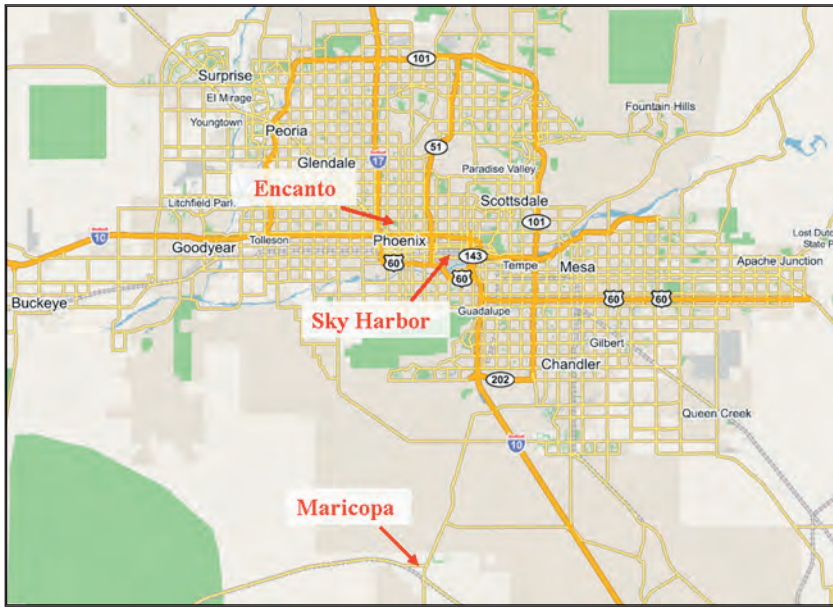 101
Surprise
El Mirage
Fountain Hills
Youngtown
Peoria
51
Glendale
17
Paradise Valley
Encanto
Scottsdale
Litchfield Park
101
10
Goodyear
Tolleson
Phoenix
143
Lost Dutc
State P
60
60
Tempe
Mesa
Apache Junction
Buckeye
Sky Harbor
Guadalupe
60
60
Gilbert
Chandler
202
Queen Creek
10
Maricopa